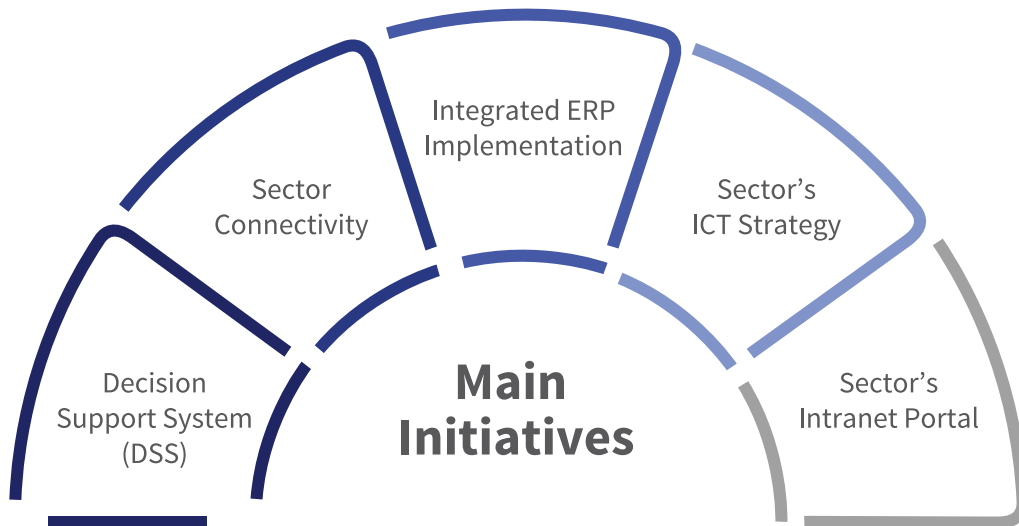 Decision
Support System
(DSS)
Sector
Connectivity
Integrated ERP
Implementation
Sector’s
ICT Strategy
Sector’s
Intranet Portal
Main
Initiatives